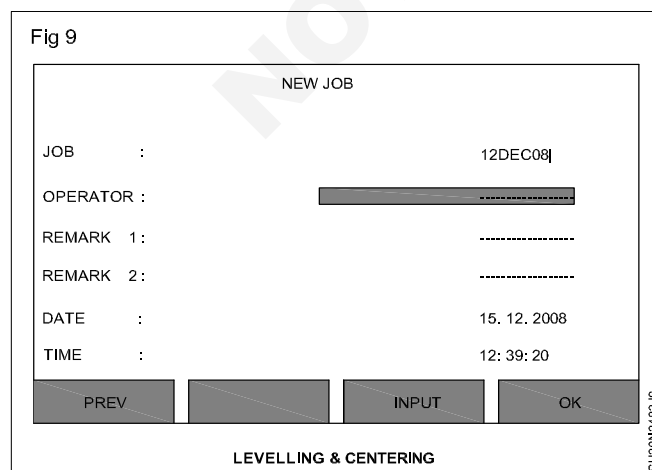 Fig 9
NEW JOB
JOB : 12DEC08
OPERATOR : --------------
REMARK 1 : --------------
REMARK 2 : --------------
DATE : 15. 12. 2008
TIME : 12: 39: 20
PREV INPUT OK
LEVELLING & CENTERING
NO